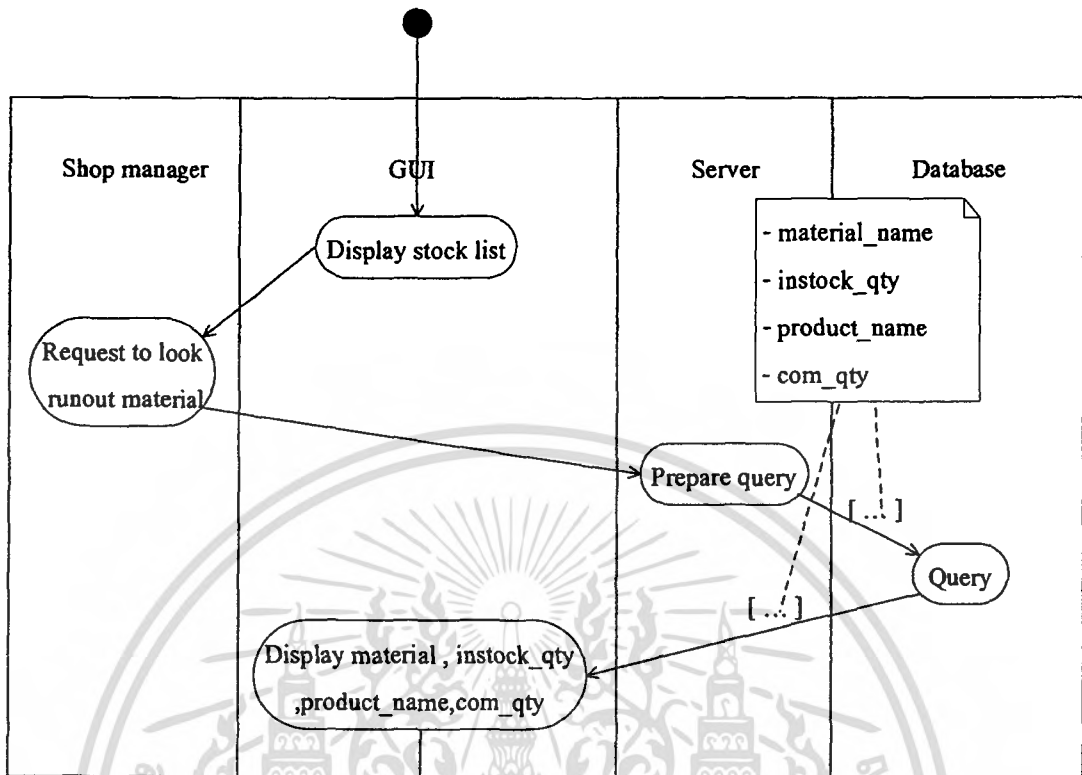 Shop manager
GUI
Server
Database
Display stock list
- material_name
- instock_qty
- product_name
- com_qty
Request to look
runout material
Prepare query
[ ... ]
Query
[ ... ]
Display material , instock_qty
,product_name,com_qty